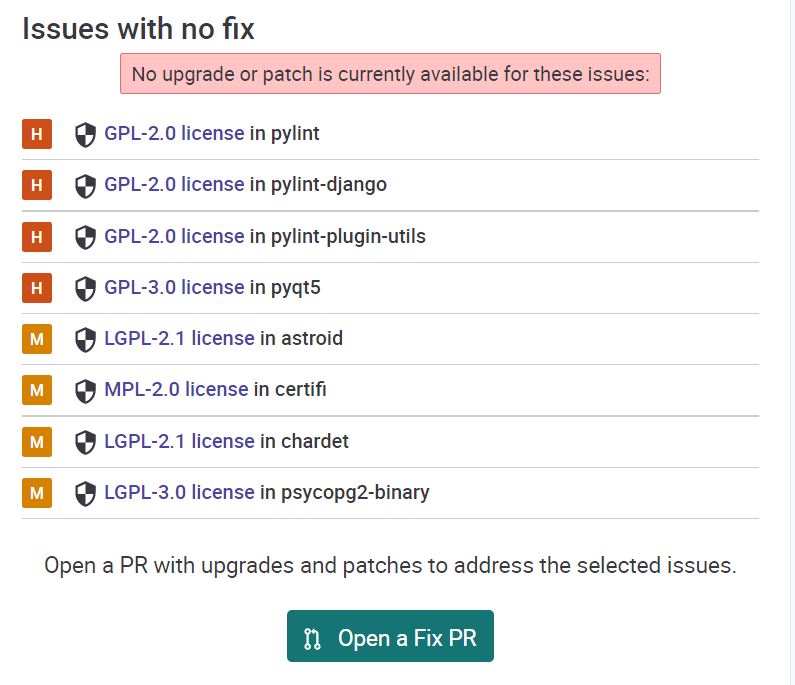 Issues with no fix
No upgrade or patch is currently available for these issues:
H GPL-2.0 license in pylint
H GPL-2.0 license in pylint-django
H GPL-2.0 license in pylint-plugin-utils
H GPL-3.0 license in pyqt5
M LGPL-2.1 license in astroid
M MPL-2.0 license in certifi
M LGPL-2.1 license in chardet
M LGPL-3.0 license in psycopg2-binary
Open a PR with upgrades and patches to address the selected issues.
Open a Fix PR